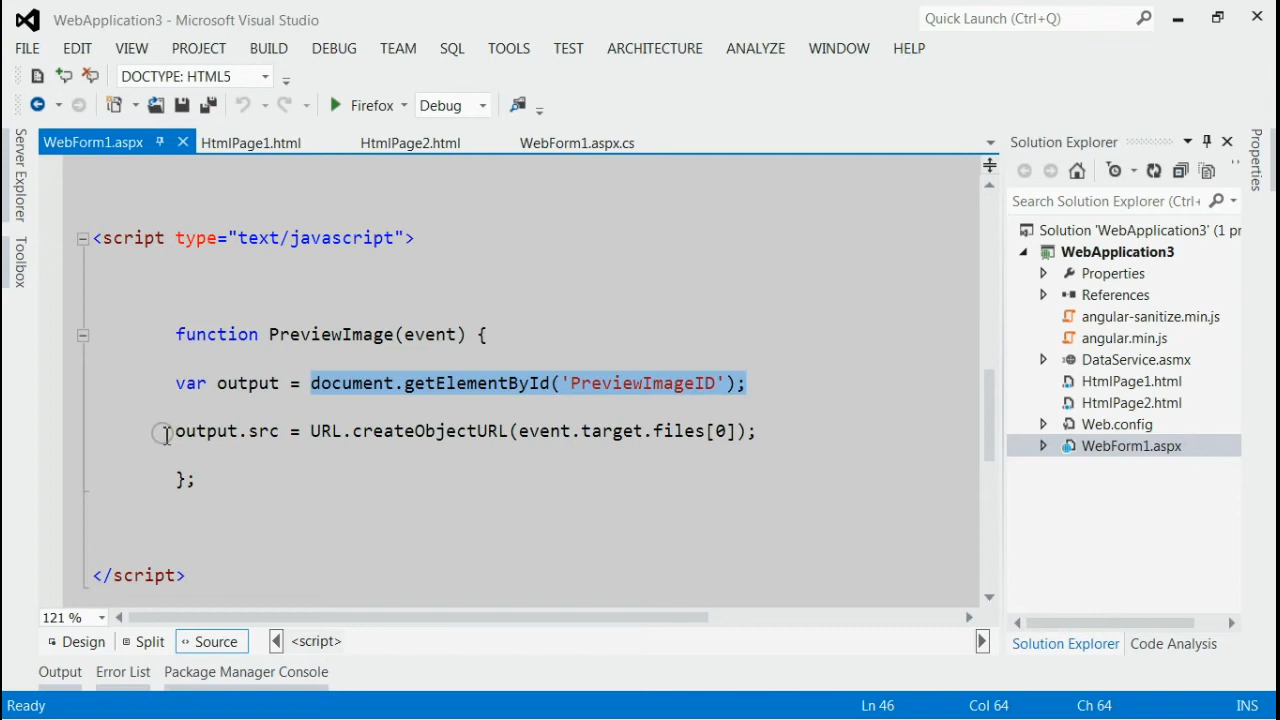 WebApplication3 - Microsoft Visual Studio
Quick Launch (Ctrl+Q)
FILE EDIT VIEW PROJECT BUILD DEBUG TEAM SQL TOOLS TEST ARCHITECTURE ANALYZE WINDOW HELP
DOCTYPE: HTML5
Firefox Debug
WebForm1.aspx HtmlPage1.html HtmlPage2.html WebForm1.aspx.cs
Server Explorer
Toolbox
<script type="text/javascript">
function PreviewImage(event) {
var output = document.getElementById('PreviewImageID');
output.src = URL.createObjectURL(event.target.files[0]);
};
</script>
121 %
Design Split Source <script>
Output Error List Package Manager Console
Solution Explorer
Search Solution Explorer (Ctrl+
Solution 'WebApplication3' (1 pr
WebApplication3
Properties
References
angular-sanitize.min.js
angular.min.js
DataService.asmx
HtmlPage1.html
HtmlPage2.html
Web.config
WebForm1.aspx
Solution Explorer Code Analysis
Properties
Ready Ln 46 Col 64 Ch 64 INS